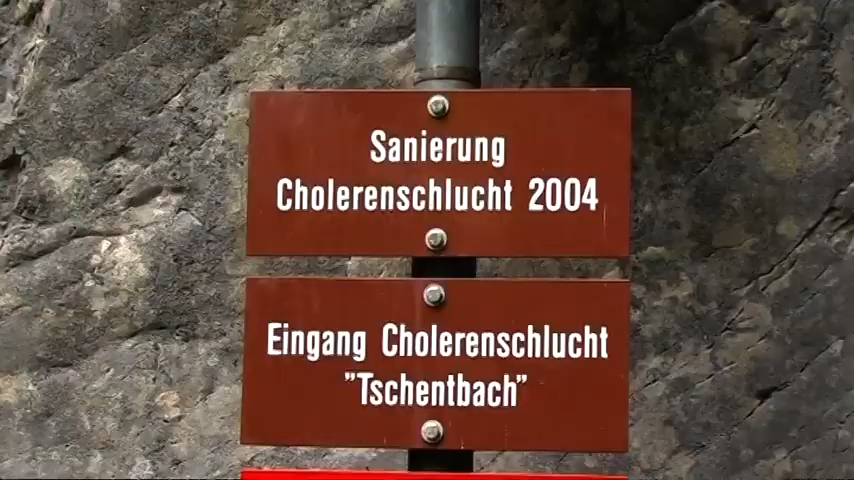 Sanierung
Cholerenschlucht 2004
Eingang Cholerenschlucht
"Tschentbach"